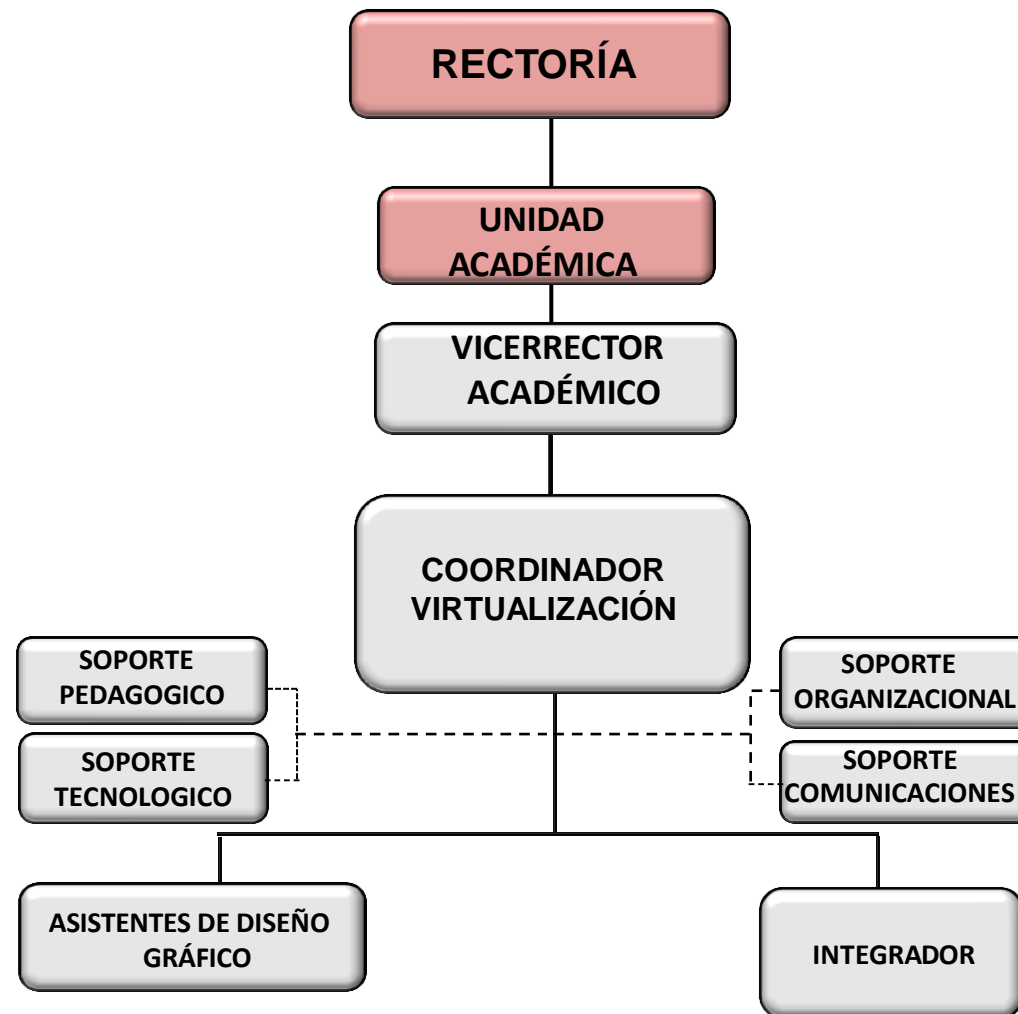 RECTORÍA
UNIDAD
ACADÉMICA
VICERRECTOR
ACADÉMICO
COORDINADOR
VIRTUALIZACIÓN
SOPORTE
PEDAGOGICO
SOPORTE
TECNOLOGICO
SOPORTE
ORGANIZACIONAL
SOPORTE
COMUNICACIONES
ASISTENTES DE DISEÑO
GRÁFICO
INTEGRADOR